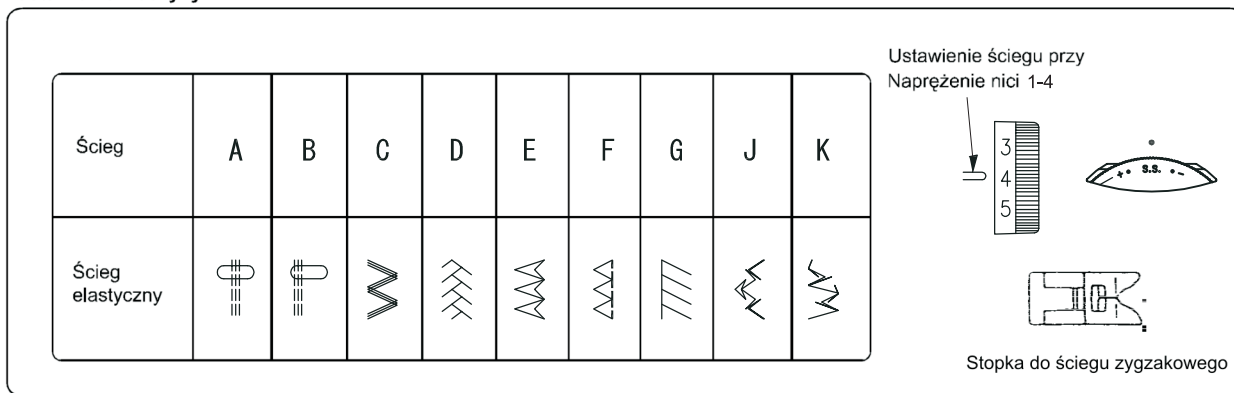 Ścieg A B C D E F G J K
Ścieg
elastyczny
Ustawienie ściegu przy
Naprężenie nici 1-4
3
4
5
+ S.S. -
Stopka do ściegu zygzakowego